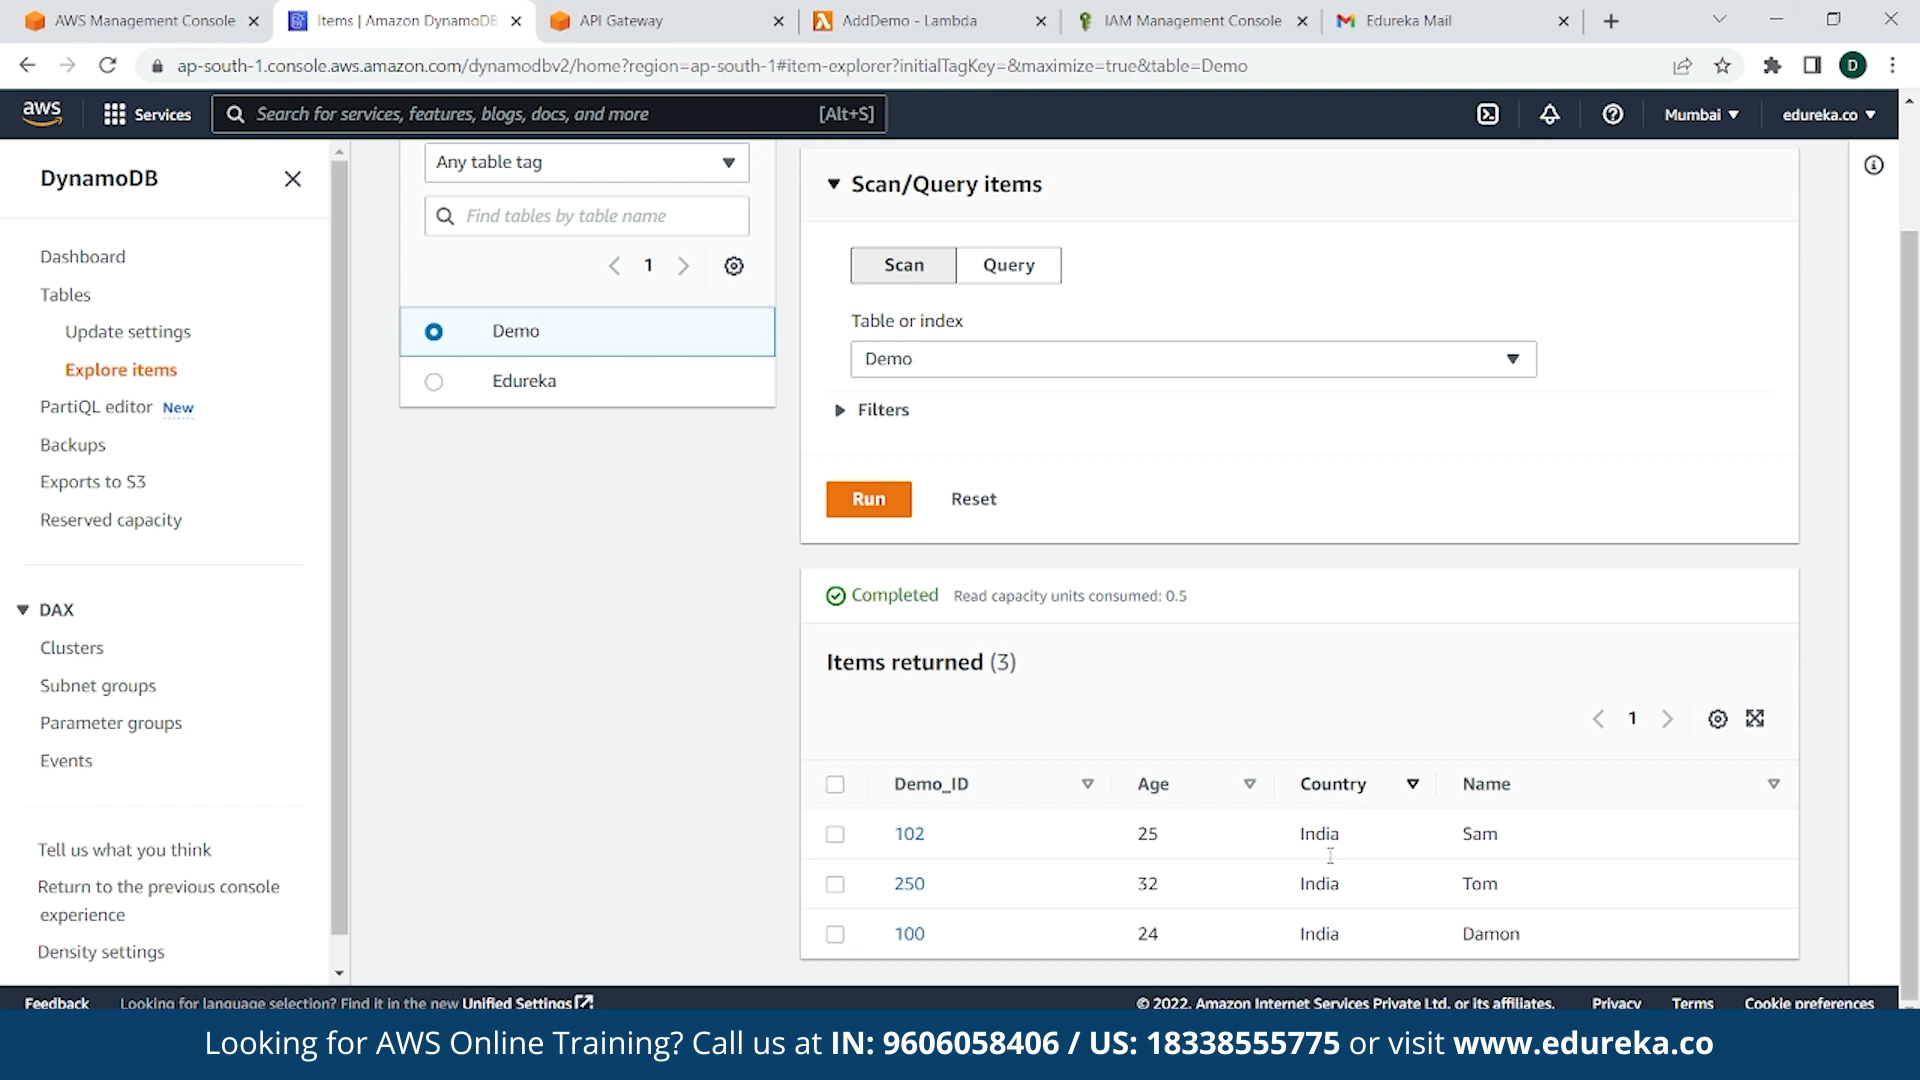 AWS Management Console
Items | Amazon DynamoDB
API Gateway
AddDemo - Lambda
IAM Management Console
Edureka Mail
ap-south-1.console.aws.amazon.com/dynamodbv2/home?region=ap-south-1#item-explorer?initialTagKey=&maximize=true&table=Demo
D
aws
Services
Search for services, features, blogs, docs, and more
[Alt+S]
Mumbai
edureka.co
DynamoDB
Dashboard
Tables
Update settings
Explore items
PartiQL editor New
Backups
Exports to S3
Reserved capacity
DAX
Clusters
Subnet groups
Parameter groups
Events
Tell us what you think
Return to the previous console
experience
Density settings
Any table tag
Find tables by table name
1
Demo
Edureka
Scan/Query items
Scan
Query
Table or index
Demo
Filters
Run
Reset
Completed Read capacity units consumed: 0.5
Items returned (3)
1
Demo_ID Age Country Name
102 25 India Sam
250 32 India Tom
100 24 India Damon
Feedback Looking for language selection? Find it in the new Unified Settings
© 2022, Amazon Internet Services Private Ltd. or its affiliates. Privacy Terms Cookie preferences
Looking for AWS Online Training? Call us at IN: 9606058406 / US: 18338555775 or visit www.edureka.co